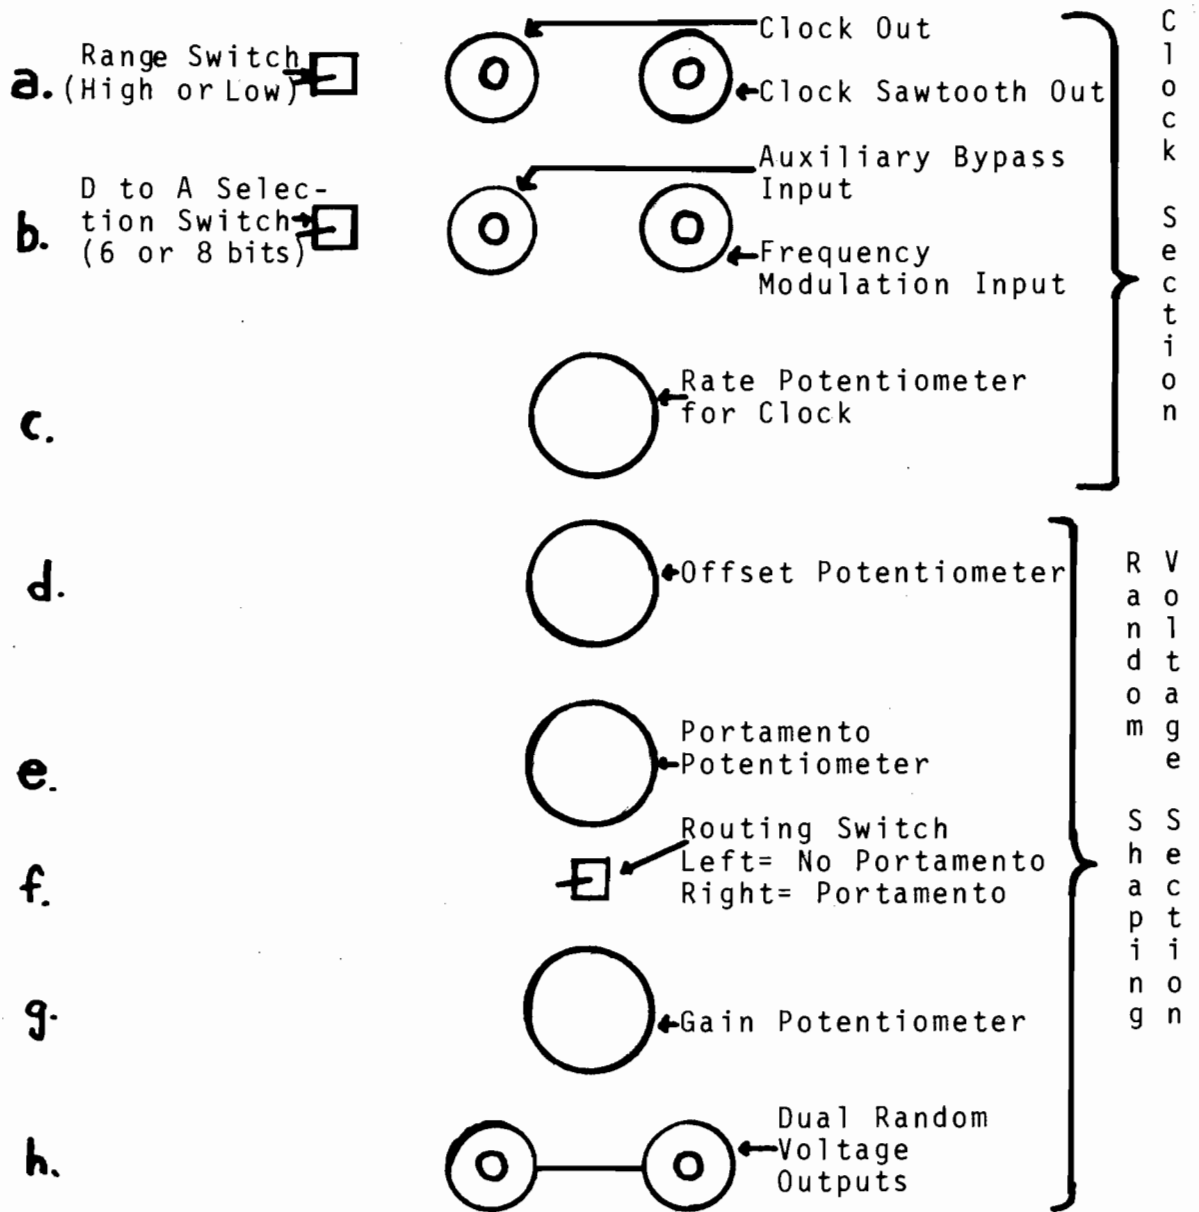 a.
Range Switch
(High or Low)
Clock Out
Clock Sawtooth Out
b.
D to A Selec-
tion Switch
(6 or 8 bits)
Auxiliary Bypass
Input
Frequency
Modulation Input
c.
Rate Potentiometer
for Clock
Clock Section
d.
Offset Potentiometer
e.
Portamento
Potentiometer
f.
Routing Switch
Left= No Portamento
Right= Portamento
g.
Gain Potentiometer
h.
Dual Random
Voltage
Outputs
Random Shaping
Voltage Section